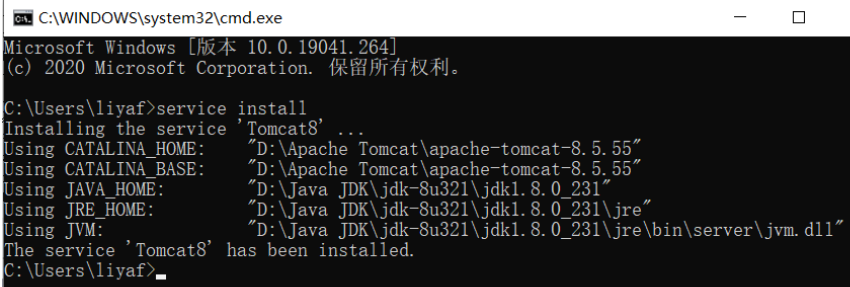 C:\WINDOWS\system32\cmd.exe
Microsoft Windows [版本 10.0.19041.264]
(c) 2020 Microsoft Corporation. 保留所有权利。
C:\Users\liyaf>service install
Installing the service 'Tomcat8' ...
Using CATALINA_HOME:    "D:\Apache Tomcat\apache-tomcat-8.5.55"
Using CATALINA_BASE:    "D:\Apache Tomcat\apache-tomcat-8.5.55"
Using JAVA_HOME:        "D:\Java JDK\jdk-8u321\jdk1.8.0_231"
Using JRE_HOME:         "D:\Java JDK\jdk-8u321\jdk1.8.0_231\jre"
Using JVM:              "D:\Java JDK\jdk-8u321\jdk1.8.0_231\jre\bin\server\jvm.dll"
The service 'Tomcat8' has been installed.
C:\Users\liyaf>